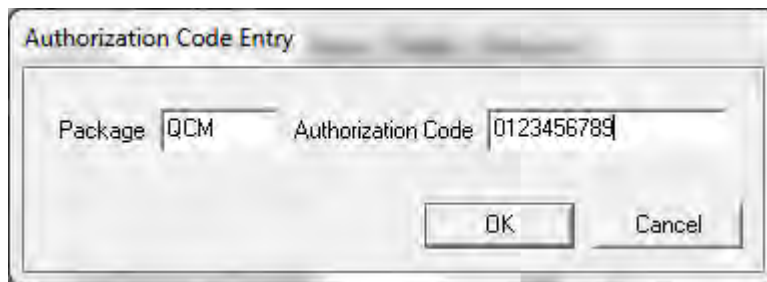 Authorization Code Entry
Package QCM Authorization Code 0123456789
OK Cancel